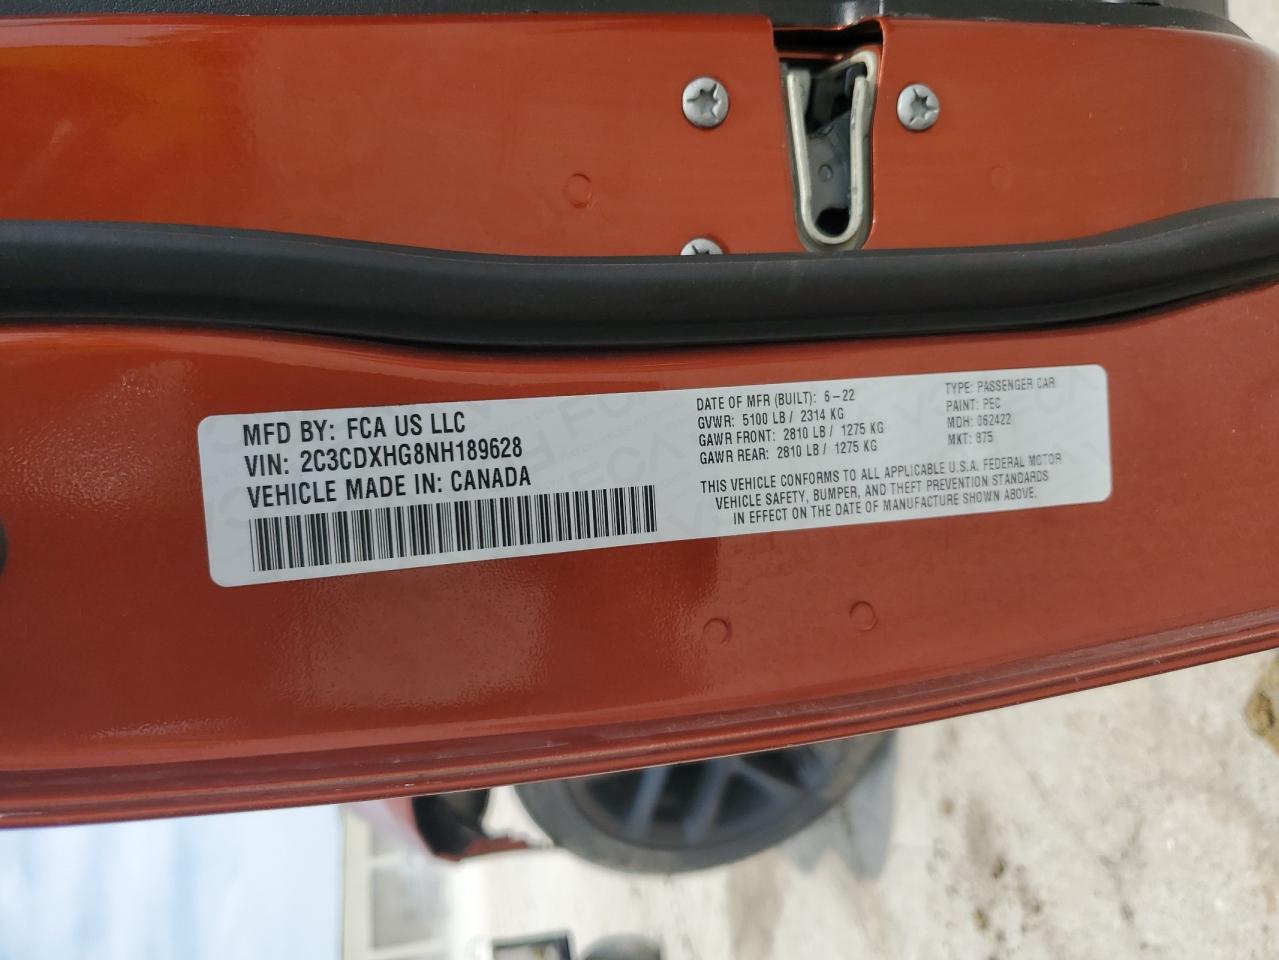 MFD BY: FCA US LLC
VIN: 2C3CDXHG8NH189628
VEHICLE MADE IN: CANADA
DATE OF MFR (BUILT): 6-22
GVWR: 5100 LB / 2314 KG
GAWR FRONT: 2810 LB / 1275 KG
GAWR REAR: 2810 LB / 1275 KG
TYPE: PASSENGER CAR
PAINT: PEC
MDH: 062422
MKT: 875
THIS VEHICLE CONFORMS TO ALL APPLICABLE U.S.A. FEDERAL MOTOR
VEHICLE SAFETY, BUMPER, AND THEFT PREVENTION STANDARDS
IN EFFECT ON THE DATE OF MANUFACTURE SHOWN ABOVE.